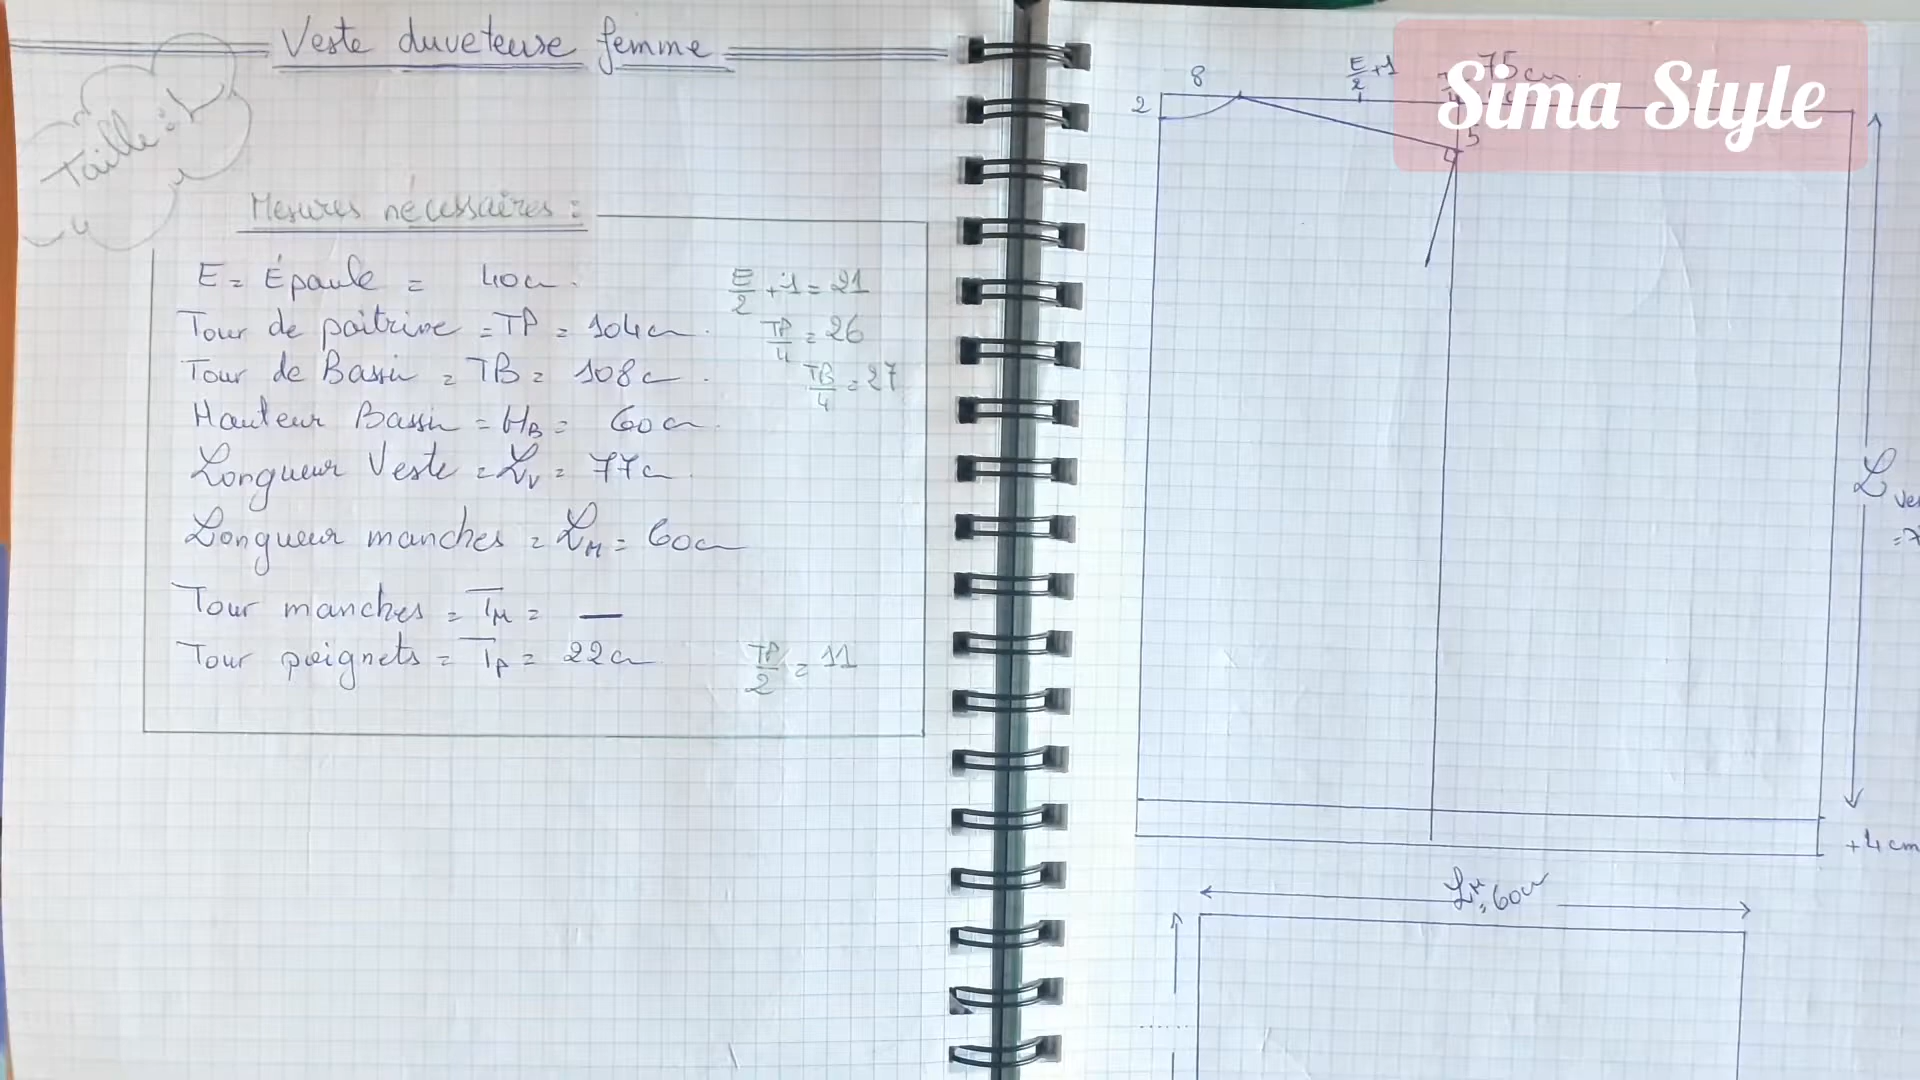 Veste duveteuse femme
Taille : L
Mesures nécessaires :
E = Épaule = 40cm.
E/2 + 1 = 21
Tour de poitrine = TP = 104cm.
TP/4 = 26
Tour de Bassin = TB = 108cm.
TB/4 = 27
Hauteur Bassin = HB = 60cm.
Longueur Veste = LV = 77cm.
Longueur manches = LM = 60cm
Tour manches = TM = —
Tour poignets = TP = 22cm
TP/2 = 11
75cm.
E/2 +1
8
2
5
Sima Style
L
+4cm
LM = 60cm